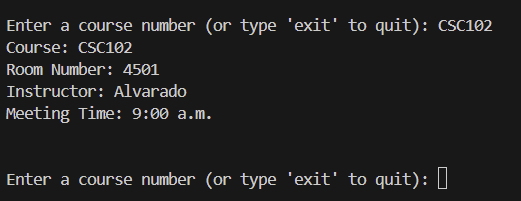 Enter a course number (or type 'exit' to quit): CSC102
Course: CSC102
Room Number: 4501
Instructor: Alvarado
Meeting Time: 9:00 a.m.
Enter a course number (or type 'exit' to quit):